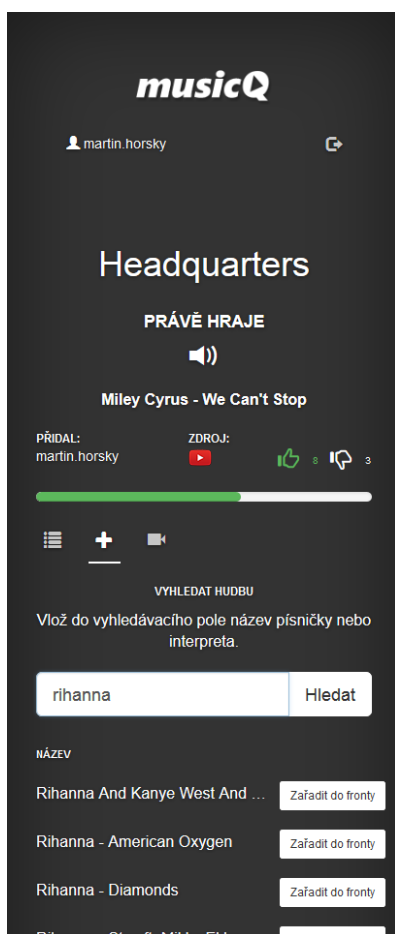 musicQ
martin.horsky
Headquarters
PRÁVĚ HRAJE
Miley Cyrus - We Can't Stop
PŘIDAL: ZDROJ:
martin.horsky 8 3
VYHLEDAT HUDBU
Vlož do vyhledávacího pole název písničky nebo
interpreta.
rihanna Hledat
NÁZEV
Rihanna And Kanye West And ... Zařadit do fronty
Rihanna - American Oxygen Zařadit do fronty
Rihanna - Diamonds Zařadit do fronty